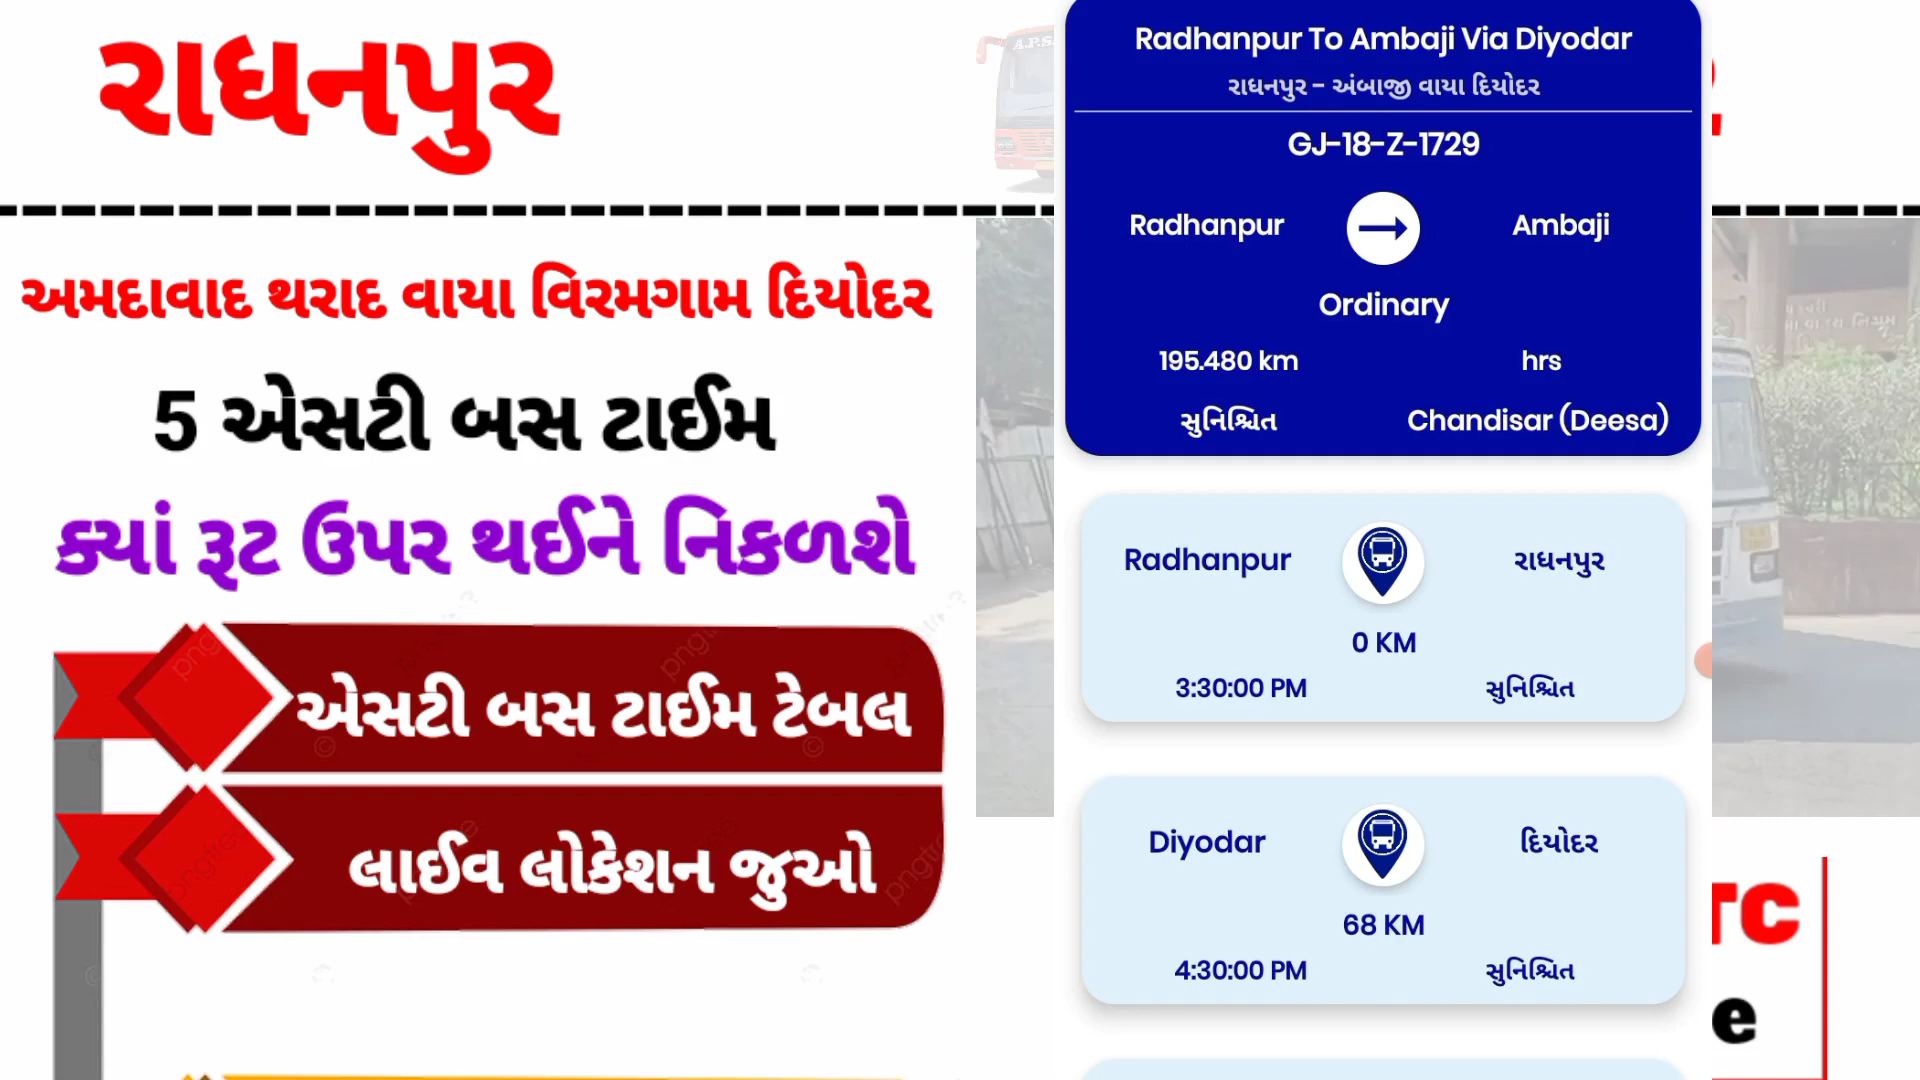 રાધનપુર
અમદાવાદ થરાદ વાયા વિરમગામ દિયોદર
5 એસટી બસ ટાઈમ
ક્યાં રૂટ ઉપર થઈને નિકળશે
એસટી બસ ટાઈમ ટેબલ
લાઈવ લોકેશન જુઓ
Radhanpur To Ambaji Via Diyodar
રાધનપુર – અંબાજી વાયા દિયોદર
GJ-18-Z-1729
Radhanpur Ambaji
Ordinary
195.480 km hrs
સુનિશ્ચિત Chandisar (Deesa)
Radhanpur રાધનપુર
0 KM
3:30:00 PM સુનિશ્ચિત
Diyodar દિયોદર
68 KM
4:30:00 PM સુનિશ્ચિત
TC
e